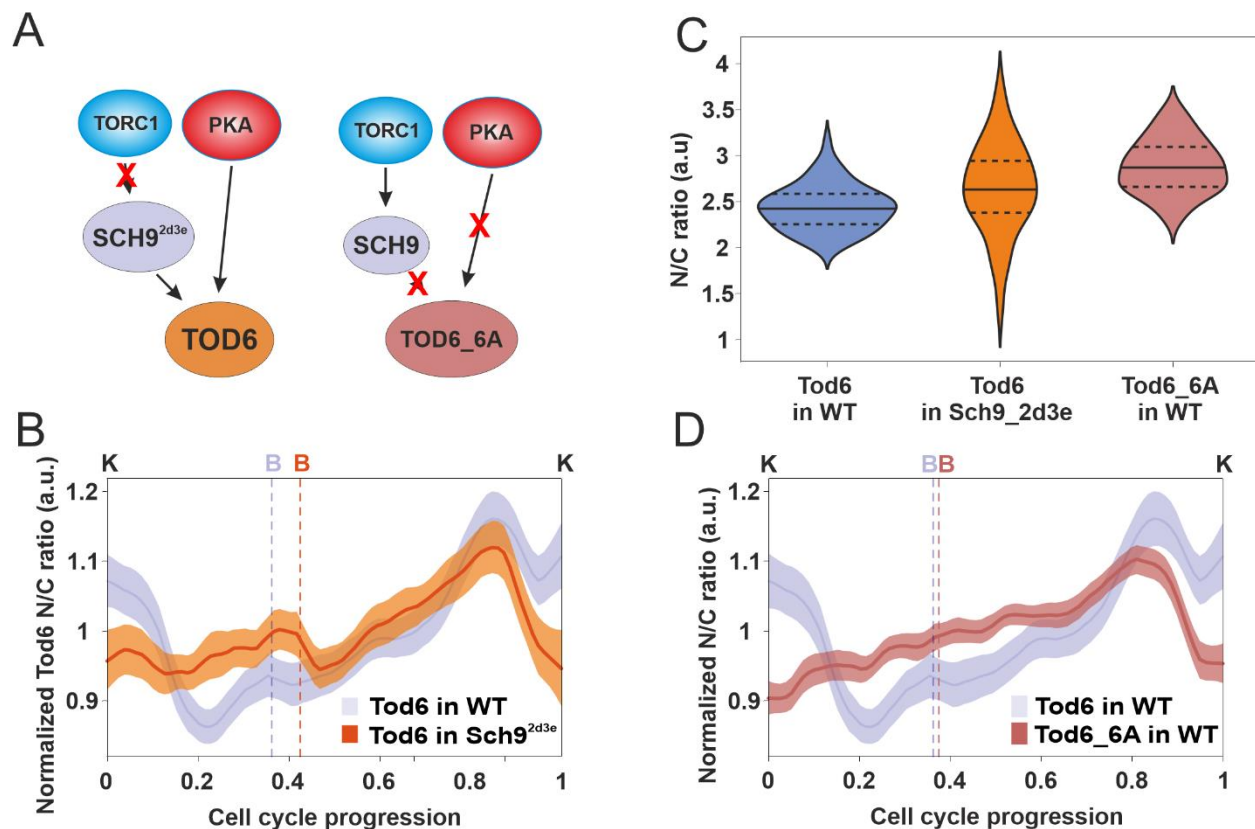 A
TORC1
PKA
SCH92d3e
TOD6
TORC1
PKA
SCH9
TOD6_6A
X
X
X
C
N/C ratio (a.u)
4
3.5
3
2.5
2
1.5
1
Tod6
in WT
Tod6
in Sch9_2d3e
Tod6_6A
in WT
B
K
B
B
K
Normalized Tod6 N/C ratio (a.u.)
1.2
1.1
1
0.9
Tod6 in WT
Tod6 in Sch92d3e
0
0.2
0.4
0.6
0.8
1
Cell cycle progression
D
K
B
B
K
Normalized N/C ratio (a.u.)
1.2
1.1
1
0.9
Tod6 in WT
Tod6_6A in WT
0
0.2
0.4
0.6
0.8
1
Cell cycle progression